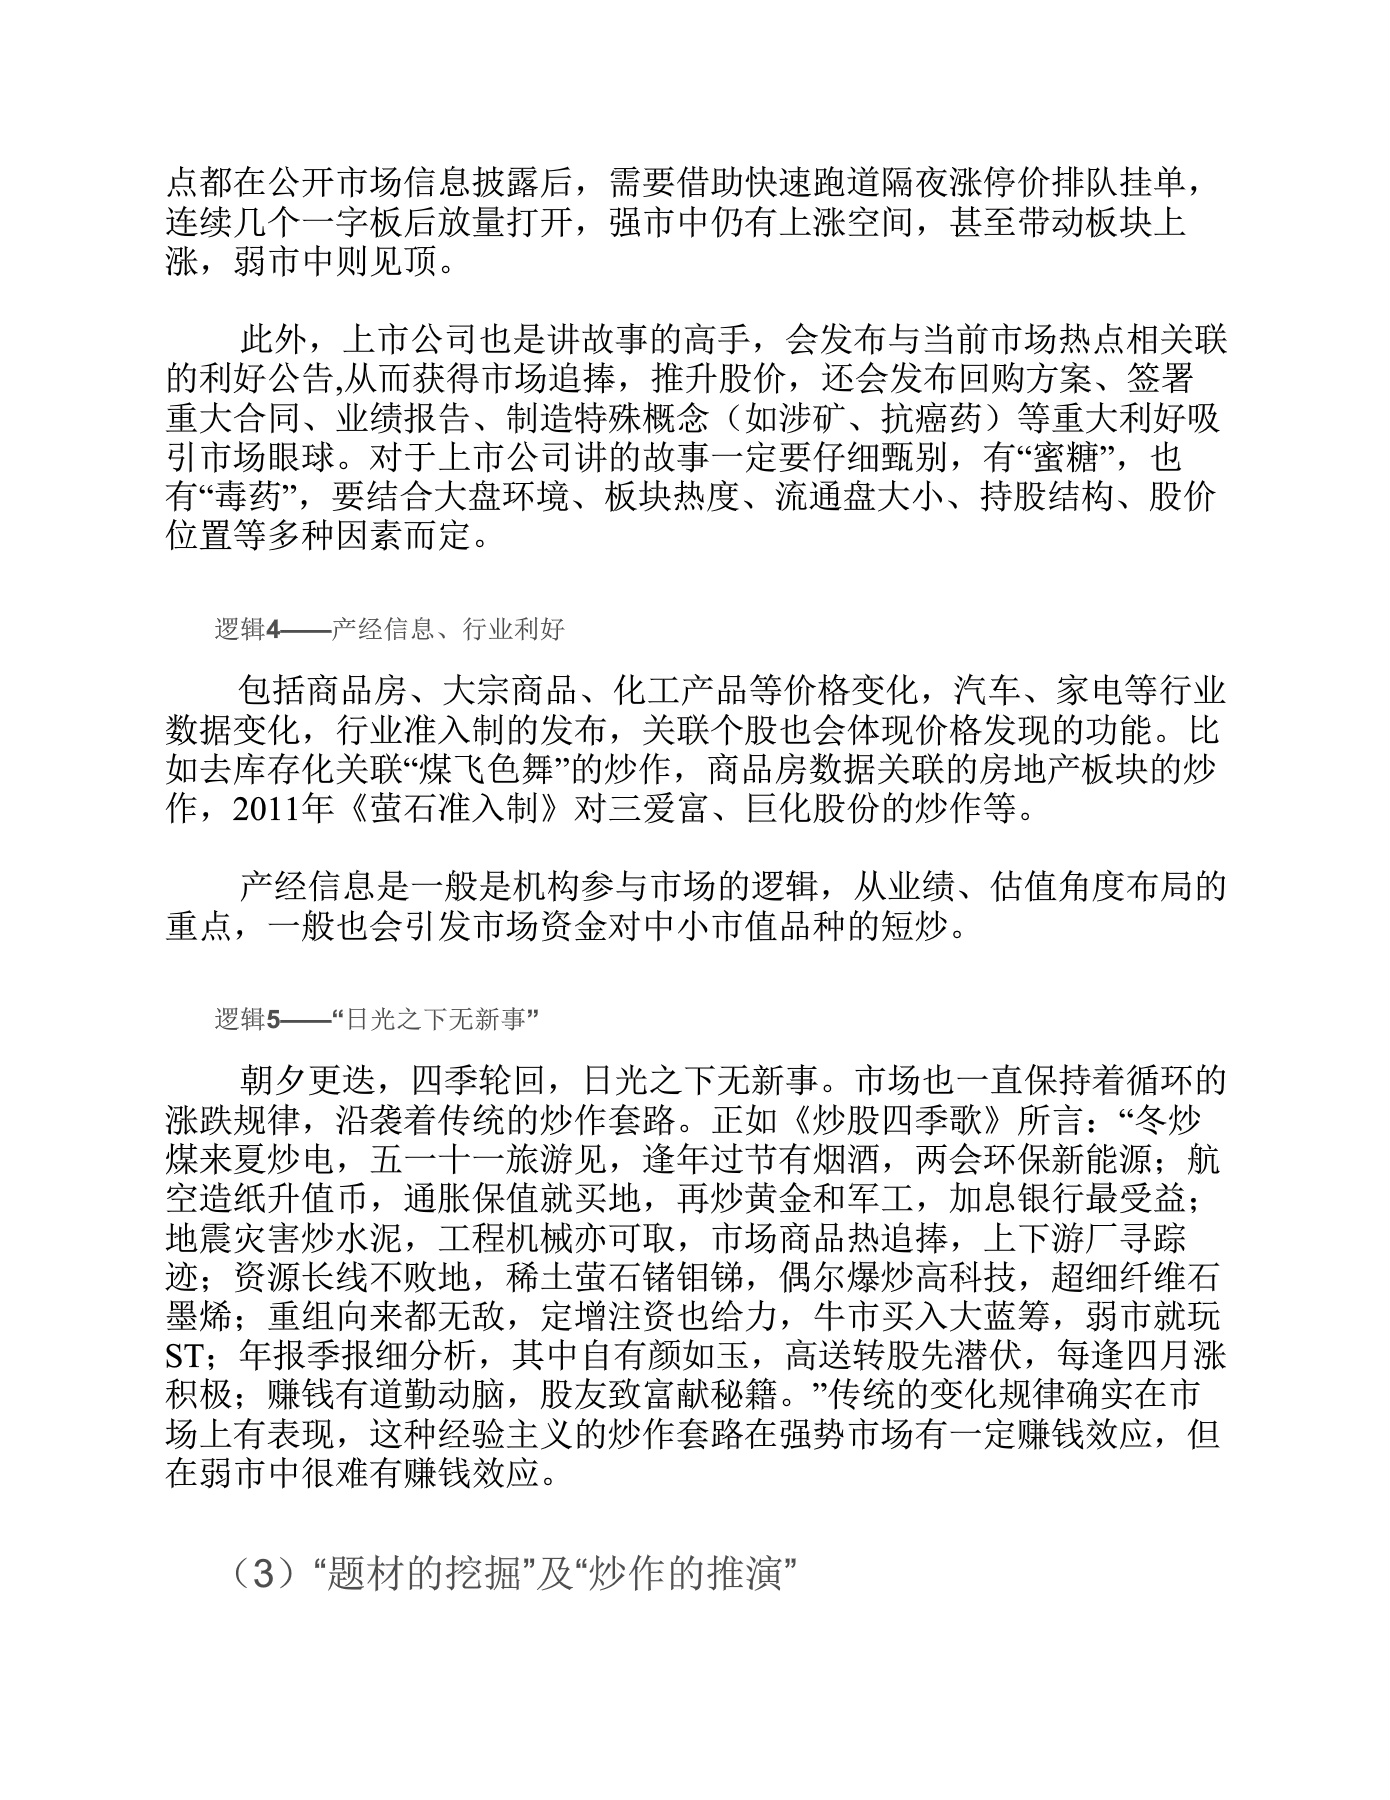 点都在公开市场信息披露后，需要借助快速跑道隔夜涨停价排队挂单，
连续几个一字板后放量打开，强市中仍有上涨空间，甚至带动板块上
涨，弱市中则见顶。
此外，上市公司也是讲故事的高手，会发布与当前市场热点相关联
的利好公告,从而获得市场追捧，推升股价，还会发布回购方案、签署
重大合同、业绩报告、制造特殊概念（如涉矿、抗癌药）等重大利好吸
引市场眼球。对于上市公司讲的故事一定要仔细甄别，有“蜜糖”，也
有“毒药”，要结合大盘环境、板块热度、流通盘大小、持股结构、股价
位置等多种因素而定。
逻辑4——产经信息、行业利好
包括商品房、大宗商品、化工产品等价格变化，汽车、家电等行业
数据变化，行业准入制的发布，关联个股也会体现价格发现的功能。比
如去库存化关联“煤飞色舞”的炒作，商品房数据关联的房地产板块的炒
作，2011年《萤石准入制》对三爱富、巨化股份的炒作等。
产经信息是一般是机构参与市场的逻辑，从业绩、估值角度布局的
重点，一般也会引发市场资金对中小市值品种的短炒。
逻辑5——“日光之下无新事”
朝夕更迭，四季轮回，日光之下无新事。市场也一直保持着循环的
涨跌规律，沿袭着传统的炒作套路。正如《炒股四季歌》所言：“冬炒
煤来夏炒电，五一十一旅游见，逢年过节有烟酒，两会环保新能源；航
空造纸升值币，通胀保值就买地，再炒黄金和军工，加息银行最受益；
地震灾害炒水泥，工程机械亦可取，市场商品热追捧，上下游厂寻踪
迹；资源长线不败地，稀土萤石锗钼锑，偶尔爆炒高科技，超细纤维石
墨烯；重组向来都无敌，定增注资也给力，牛市买入大蓝筹，弱市就玩
ST；年报季报细分析，其中自有颜如玉，高送转股先潜伏，每逢四月涨
积极；赚钱有道勤动脑，股友致富献秘籍。”传统的变化规律确实在市
场上有表现，这种经验主义的炒作套路在强势市场有一定赚钱效应，但
在弱市中很难有赚钱效应。
（3）“题材的挖掘”及“炒作的推演”